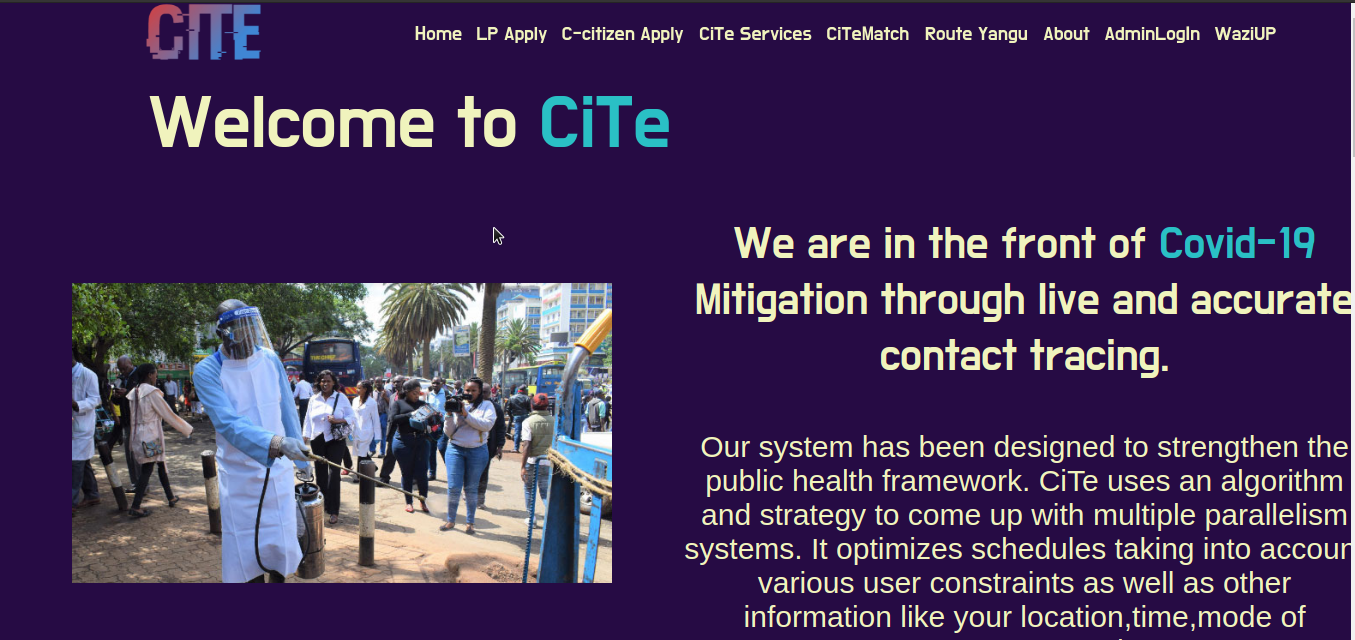 CiTE
Home LP Apply C-citizen Apply CiTe Services CiTeMatch Route Yangu About AdminLogIn WaziUP
Welcome to CiTe
We are in the front of Covid-19
Mitigation through live and accurate
contact tracing.
Our system has been designed to strengthen the
public health framework. CiTe uses an algorithm
and strategy to come up with multiple parallelism
systems. It optimizes schedules taking into accoun
various user constraints as well as other
information like your location,time,mode of